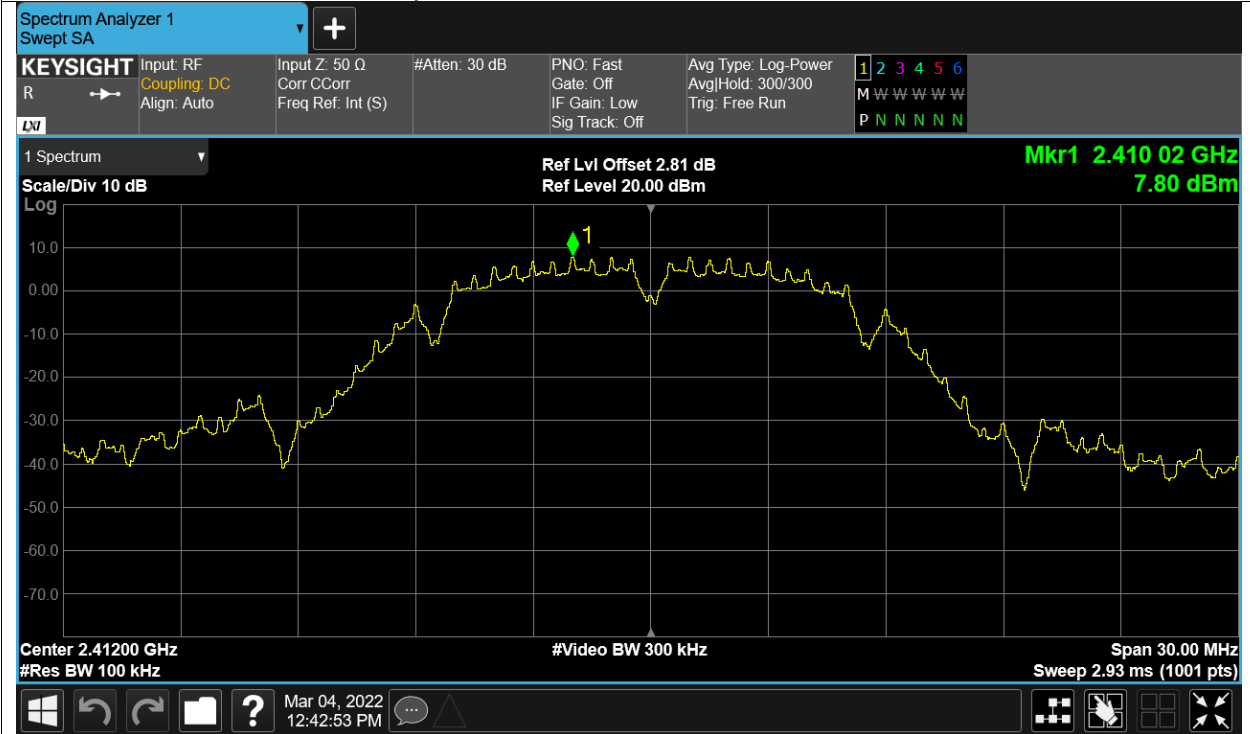 Spectrum Analyzer 1
Swept SA
KEYSIGHT
R
LXI
Input: RF
Coupling: DC
Align: Auto
Input Z: 50 Ω
Corr CCorr
Freq Ref: Int (S)
#Atten: 30 dB
PNO: Fast
Gate: Off
IF Gain: Low
Sig Track: Off
Avg Type: Log-Power
Avg|Hold: 300/300
Trig: Free Run
1 2 3 4 5 6
M W W W W W
P N N N N N
1 Spectrum
Scale/Div 10 dB
Log
Ref Lvl Offset 2.81 dB
Ref Level 20.00 dBm
Mkr1 2.410 02 GHz
7.80 dBm
1
10.0
0.00
-10.0
-20.0
-30.0
-40.0
-50.0
-60.0
-70.0
Center 2.41200 GHz
#Res BW 100 kHz
#Video BW 300 kHz
Span 30.00 MHz
Sweep 2.93 ms (1001 pts)
?
Mar 04, 2022
12:42:53 PM